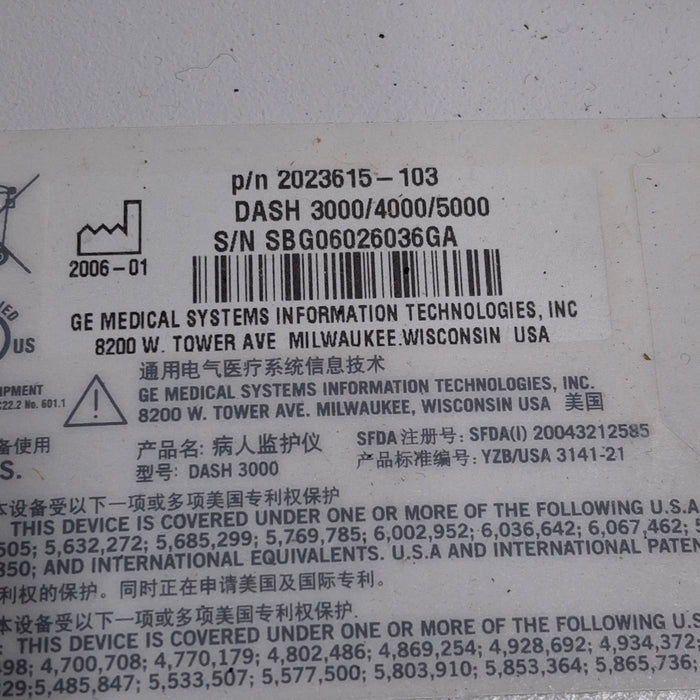 p/n 2023615-103
DASH 3000/4000/5000
S/N SBG06026036GA
2006-01
GE MEDICAL SYSTEMS INFORMATION TECHNOLOGIES, INC
8200 W. TOWER AVE MILWAUKEE.WISCONSIN USA
US
通用电气医疗系统信息技术
GE MEDICAL SYSTEMS INFORMATION TECHNOLOGIES, INC.
8200 W. TOWER AVE. MILWAUKEE, WISCONSIN USA 美国
C22.2 No. 601.1
备使用
S.
产品名: 病人监护仪
型号: DASH 3000
SFDA 注册号: SFDA(I) 20043212585
产品标准编号: YZB/USA 3141-21
本设备受以下一项或多项美国专利权保护
THIS DEVICE IS COVERED UNDER ONE OR MORE OF THE FOLLOWING U.S.A
505; 5,632,272; 5,685,299; 5,769,785; 6,002,952; 6,036,642; 6,067,462;
350; AND INTERNATIONAL EQUIVALENTS. U.S.A AND INTERNATIONAL PATEN
利权的保护。同时正在申请美国及国际专利。
本设备受以下一项或多项美国专利权保护.
: THIS DEVICE IS COVERED UNDER ONE OR MORE OF THE FOLLOWING U.S.
98; 4,700,708; 4,770,179; 4,802,486; 4,869,254; 4,928,692; 4,934,372;
829; 5,485,847; 5,533,507; 5,577,500; 5,803,910; 5,853,364; 5,865,736;